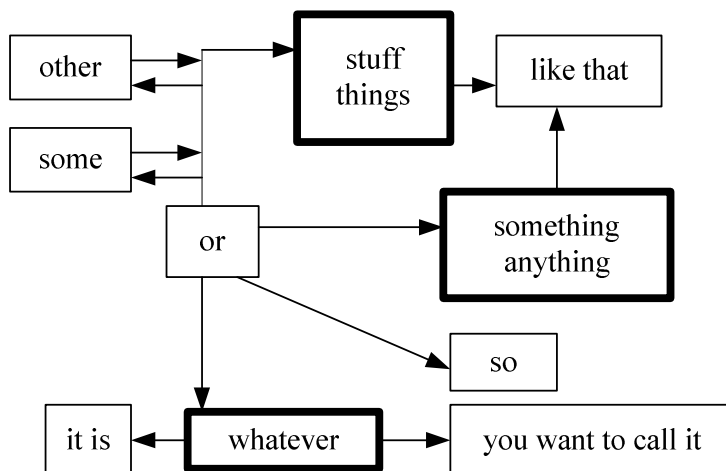 other
stuff
things
like that
some
or
something
anything
so
it is
whatever
you want to call it